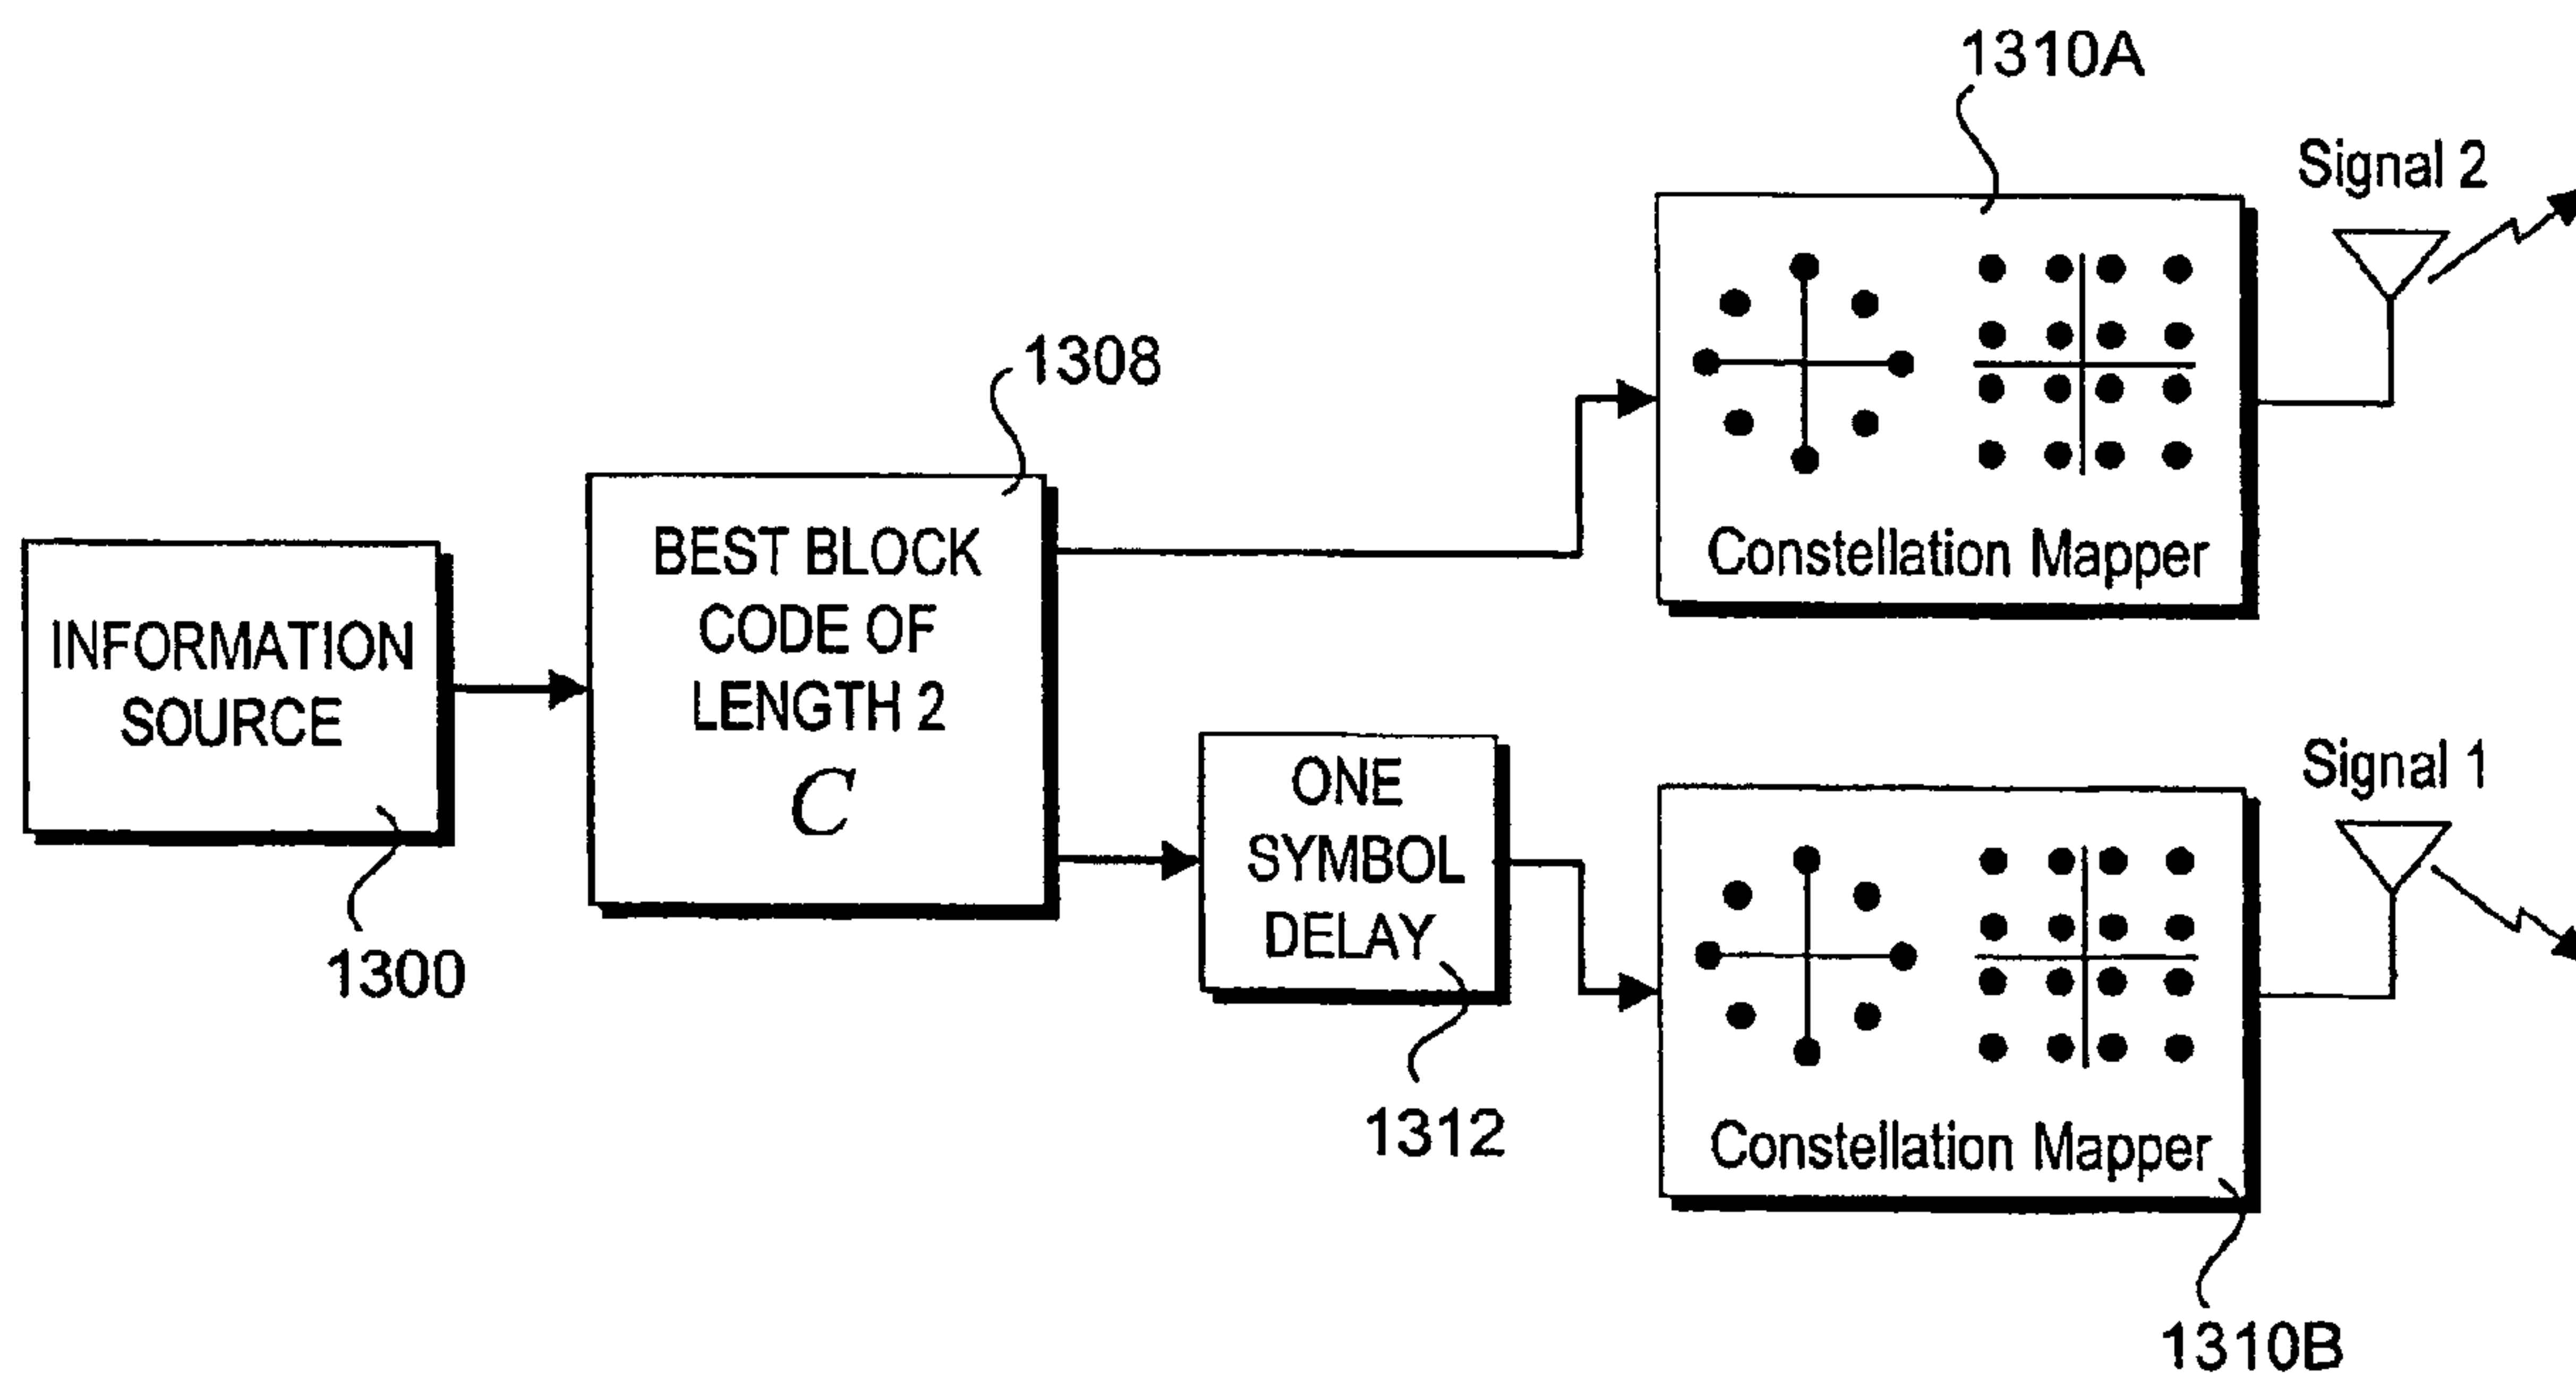 1310A
Signal 2
Constellation Mapper
1308
BEST BLOCK
CODE OF
LENGTH 2
C
INFORMATION
SOURCE
1300
ONE
SYMBOL
DELAY
1312
Signal 1
Constellation Mapper
1310B